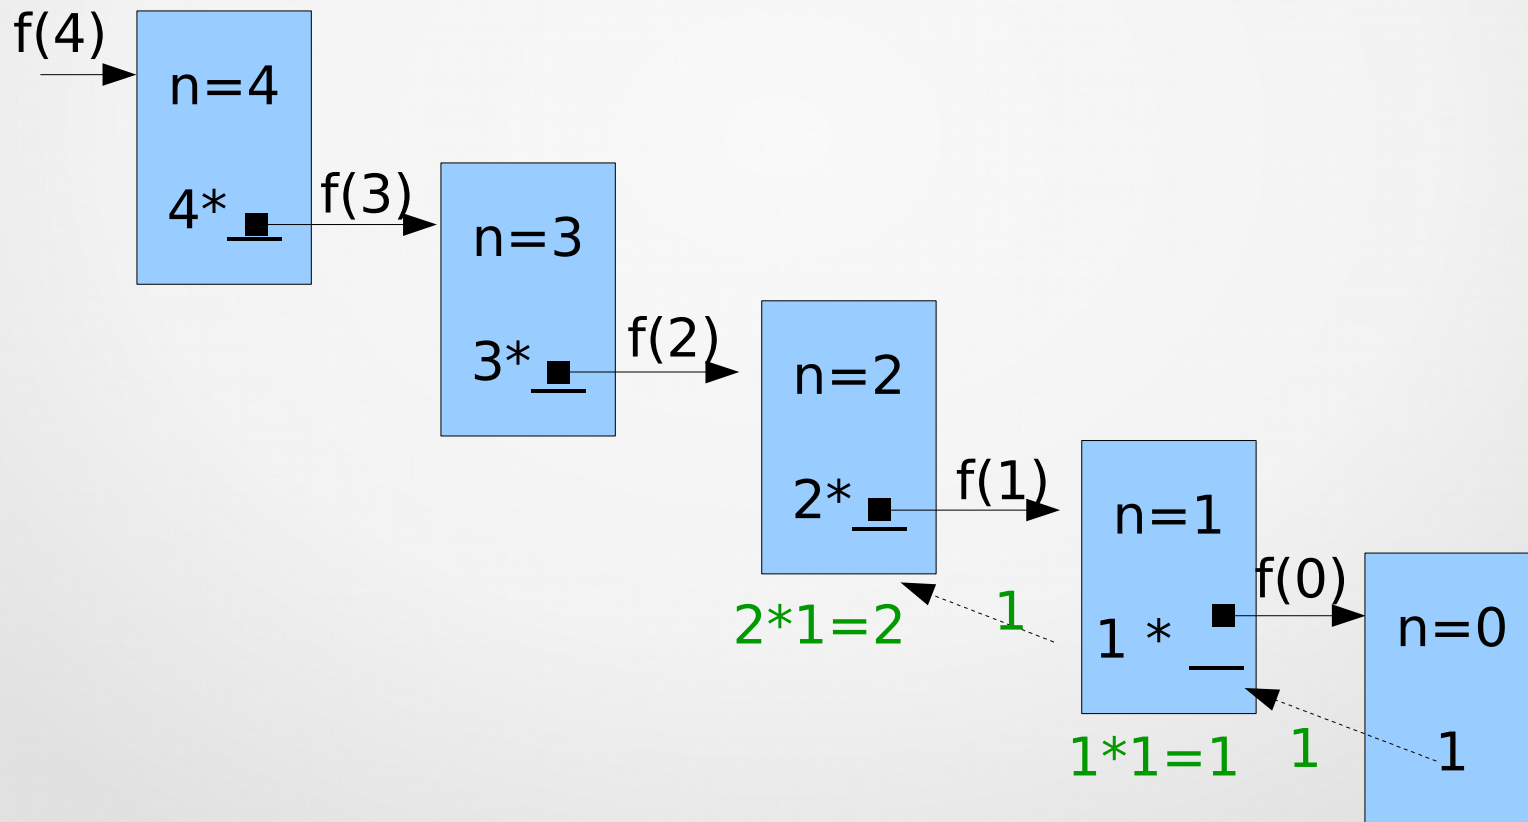 f(4)
n=4
4*
f(3)
n=3
3*
f(2)
n=2
2*
f(1)
n=1
1 *
f(0)
n=0
1
1
1*1=1
1
2*1=2